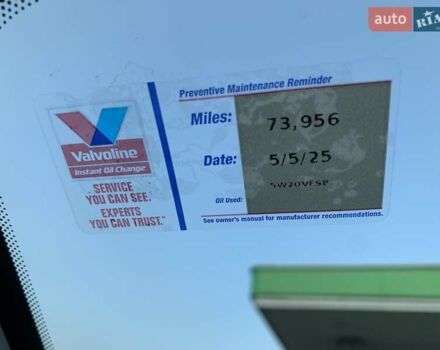 auto RIA
Preventive Maintenance Reminder
Miles: 73,956
Date: 5/5/25
Oil Used: 5W20VFSP
See owner's manual for manufacturer recommendations.
Valvoline
Instant Oil Change
SERVICE
YOU CAN SEE.
EXPERTS
YOU CAN TRUST.™